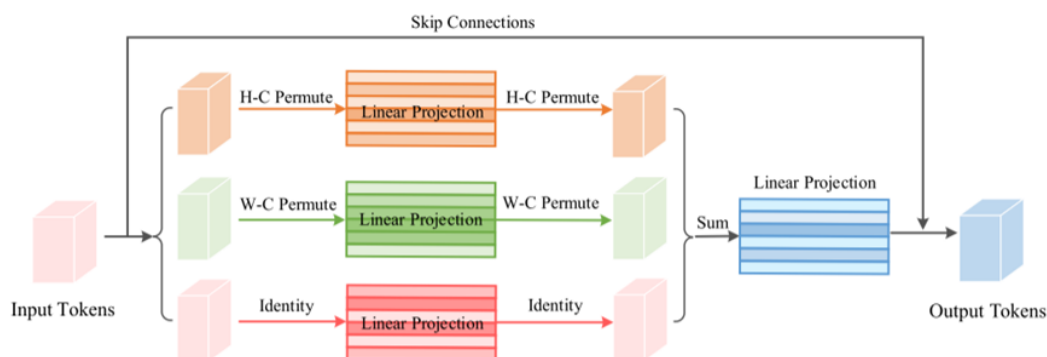 Skip Connections
H-C Permute
Linear Projection
H-C Permute
W-C Permute
Linear Projection
W-C Permute
Identity
Linear Projection
Identity
Input Tokens
Sum
Linear Projection
Output Tokens